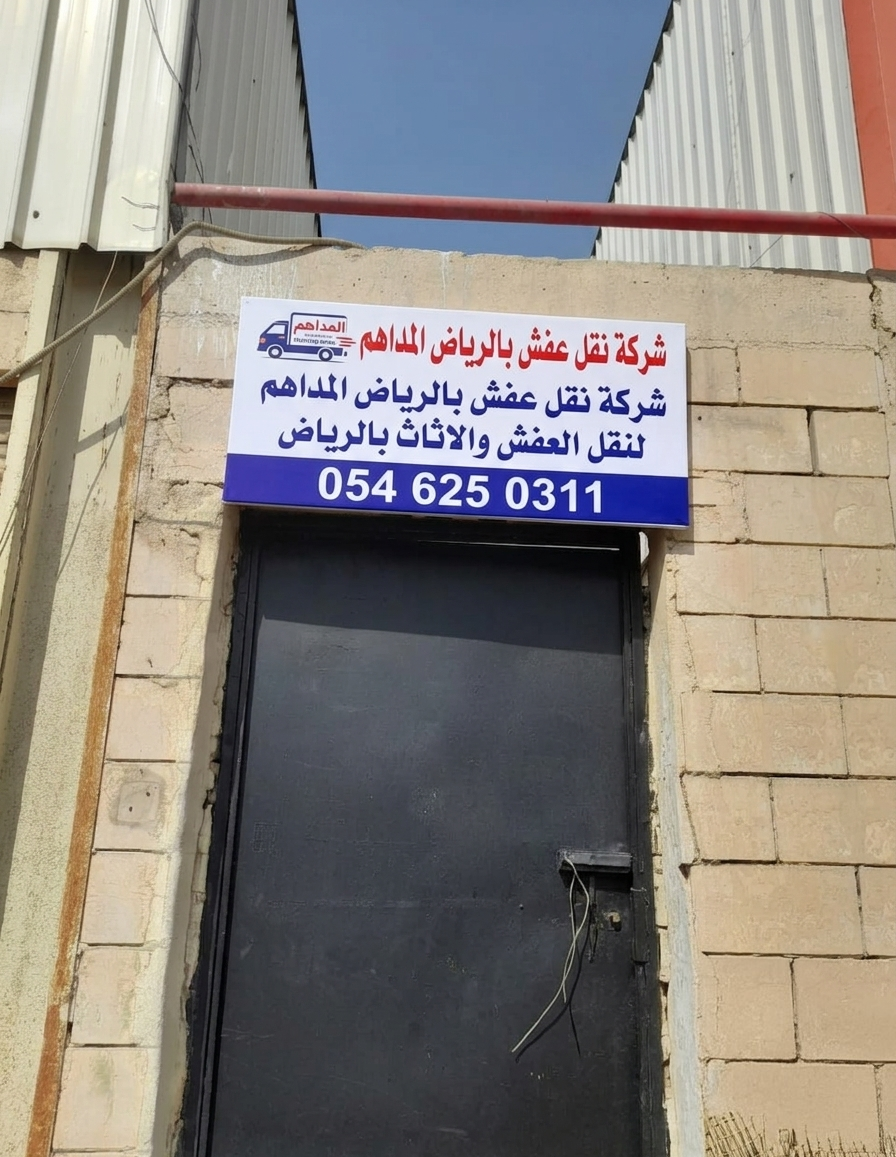 المداهم
شركة نقل عفش بالرياض المداهم
شركة نقل عفش بالرياض المداهم
لنقل العفش والاثاث بالرياض
054 625 0311